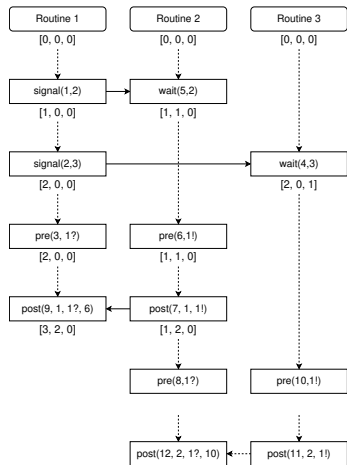 Routine 1 Routine 2 Routine 3
[0, 0, 0] [0, 0, 0] [0, 0, 0]
signal(1,2) wait(5,2)
[1, 0, 0] [1, 1, 0]
signal(2,3) wait(4,3)
[2, 0, 0] [2, 0, 1]
pre(3, 1?) pre(6,1!)
[2, 0, 0] [1, 1, 0]
post(9, 1, 1?, 6) post(7, 1, 1!)
[3, 2, 0] [1, 2, 0]
pre(8,1?) pre(10,1!)
post(12, 2, 1?, 10) post(11, 2, 1!)